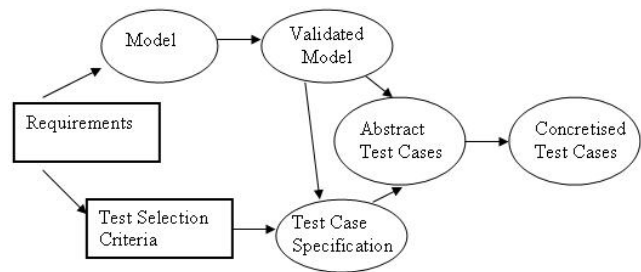 Model
Validated
Model
Requirements
Abstract
Test Cases
Concretised
Test Cases
Test Selection
Criteria
Test Case
Specification